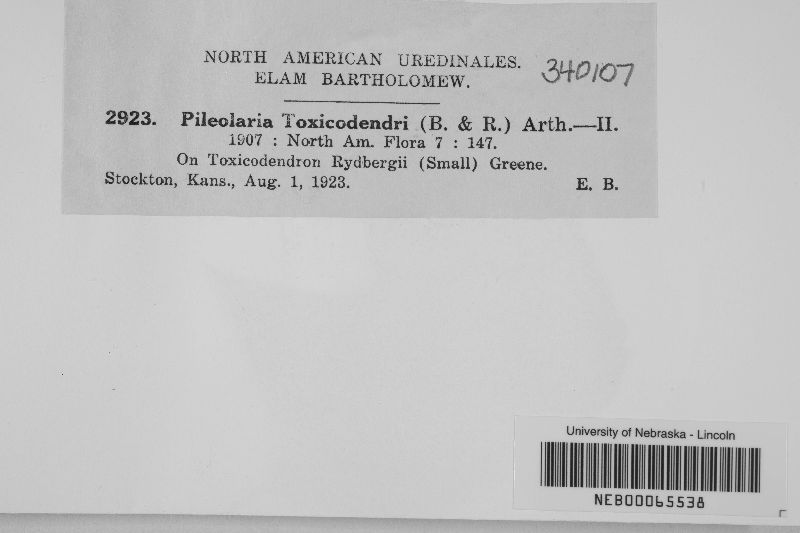 NORTH AMERICAN UREDINALES.
ELAM BARTHOLOMEW.
340107
2923. Pileolaria Toxicodendri (B. & R.) Arth.—II.
1907 : North Am. Flora 7 : 147.
On Toxicodendron Rydbergii (Small) Greene.
Stockton, Kans., Aug. 1, 1923. E. B.
University of Nebraska - Lincoln
NEB00065538